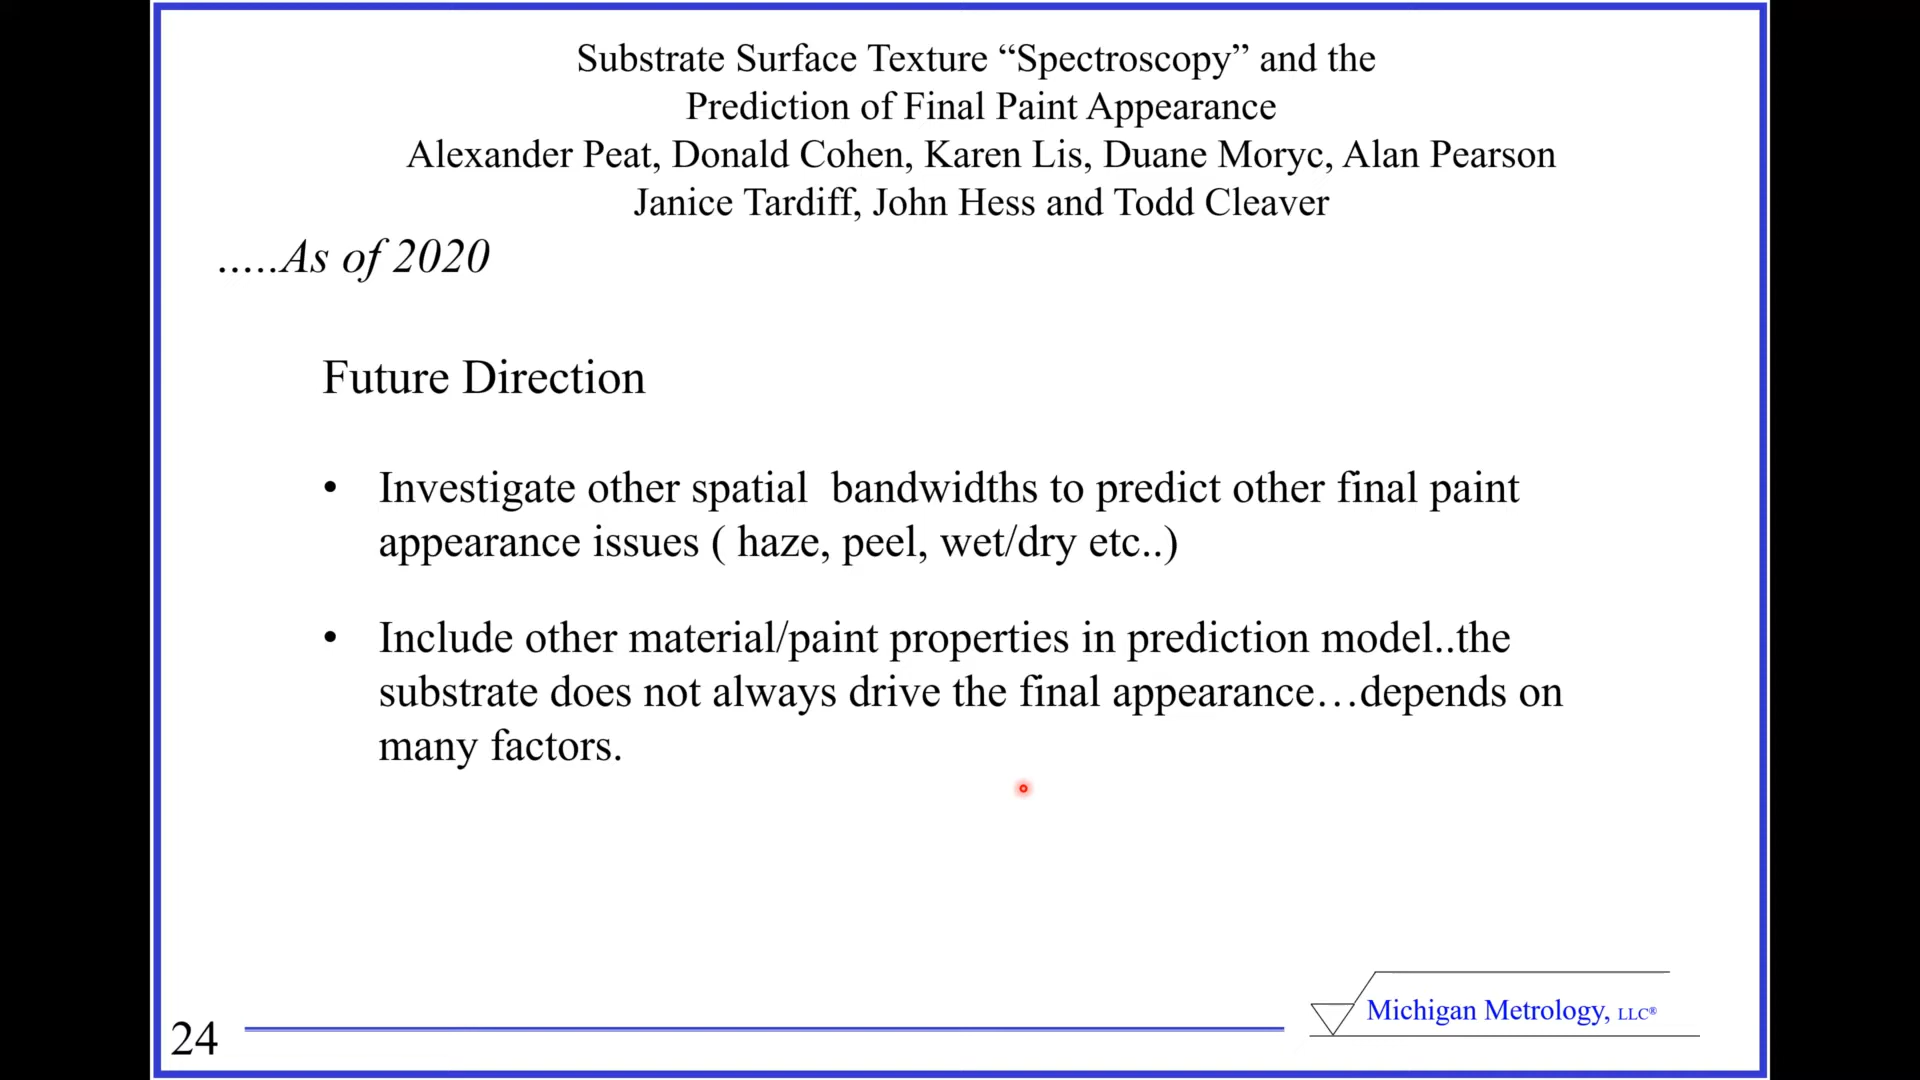 Substrate Surface Texture “Spectroscopy” and the
Prediction of Final Paint Appearance
Alexander Peat, Donald Cohen, Karen Lis, Duane Moryc, Alan Pearson
Janice Tardiff, John Hess and Todd Cleaver
.....As of 2020
Future Direction
• Investigate other spatial  bandwidths to predict other final paint
appearance issues ( haze, peel, wet/dry etc..)
• Include other material/paint properties in prediction model..the
substrate does not always drive the final appearance…depends on
many factors.
24
Michigan Metrology, LLC®